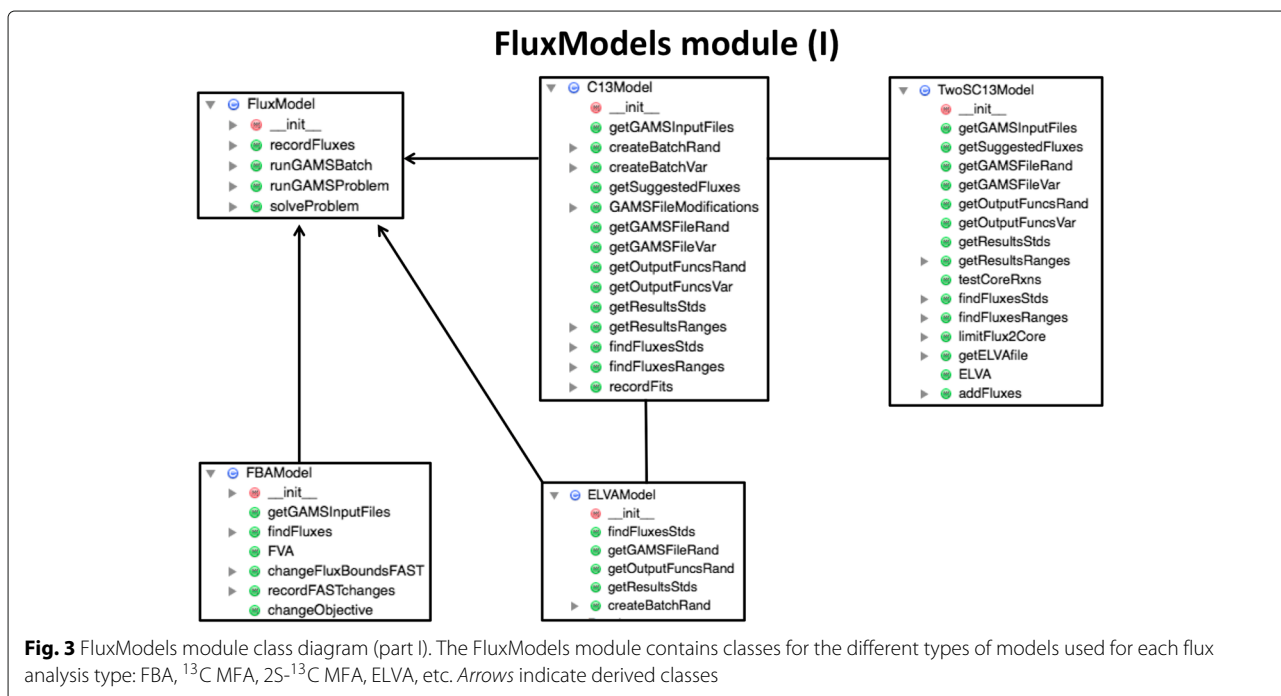 FluxModels module (I)
FluxModel
__init__
recordFluxes
runGAMSBatch
runGAMSProblem
solveProblem
C13Model
__init__
getGAMSInputFiles
createBatchRand
createBatchVar
getSuggestedFluxes
GAMSFileModifications
getGAMSFileRand
getGAMSFileVar
getOutputFuncsRand
getOutputFuncsVar
getResultsStds
getResultsRanges
findFluxesStds
findFluxesRanges
recordFits
TwoSC13Model
__init__
getGAMSInputFiles
getSuggestedFluxes
getGAMSFileRand
getGAMSFileVar
getOutputFuncsRand
getOutputFuncsVar
getResultsStds
getResultsRanges
testCoreRxns
findFluxesStds
findFluxesRanges
limitFlux2Core
getELVAfile
ELVA
addFluxes
FBAModel
__init__
getGAMSInputFiles
findFluxes
FVA
changeFluxBoundsFAST
recordFASTchanges
changeObjective
ELVAModel
__init__
findFluxesStds
getGAMSFileRand
getOutputFuncsRand
getResultsStds
createBatchRand
Fig. 3 FluxModels module class diagram (part I). The FluxModels module contains classes for the different types of models used for each flux
analysis type: FBA, ¹³C MFA, 2S-¹³C MFA, ELVA, etc. Arrows indicate derived classes